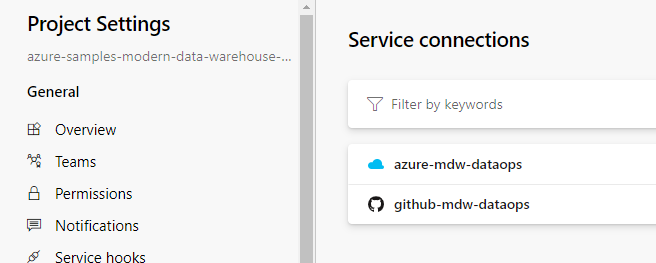 Project Settings
azure-samples-modern-data-warehouse-...
General
Overview
Teams
Permissions
Notifications
Service hooks
Service connections
Filter by keywords
azure-mdw-dataops
github-mdw-dataops